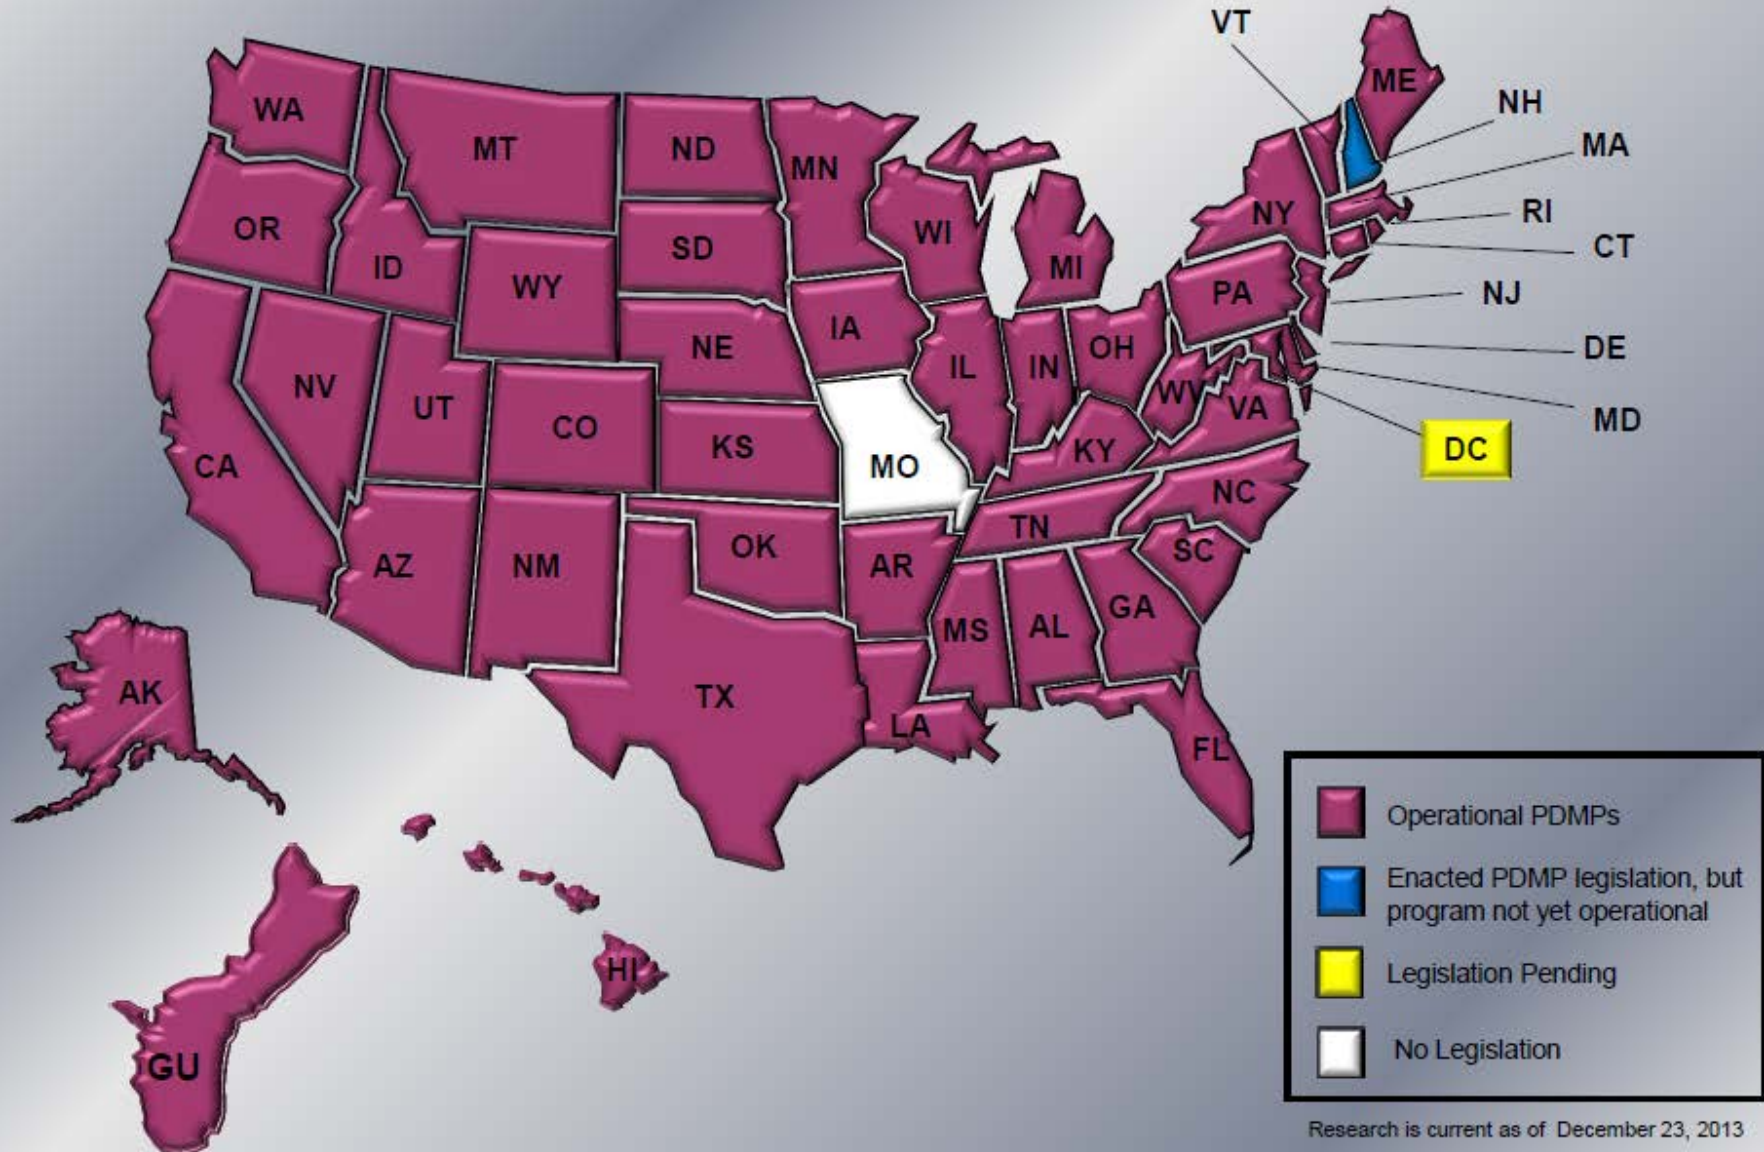 VT
ME
NH
WA
MA
MT
ND
MN
RI
OR
NY
WI
SD
CT
ID
MI
WY
PA
NJ
IA
NE
OH
DE
IL
IN
NV
WV
VA
UT
CO
MD
KS
KY
DC
CA
MO
NC
TN
OK
SC
AZ
NM
AR
GA
MS
AL
AK
TX
LA
FL
Operational PDMPs
Enacted PDMP legislation, but
program not yet operational
HI
Legislation Pending
No Legislation
GU
Research is current as of December 23, 2013